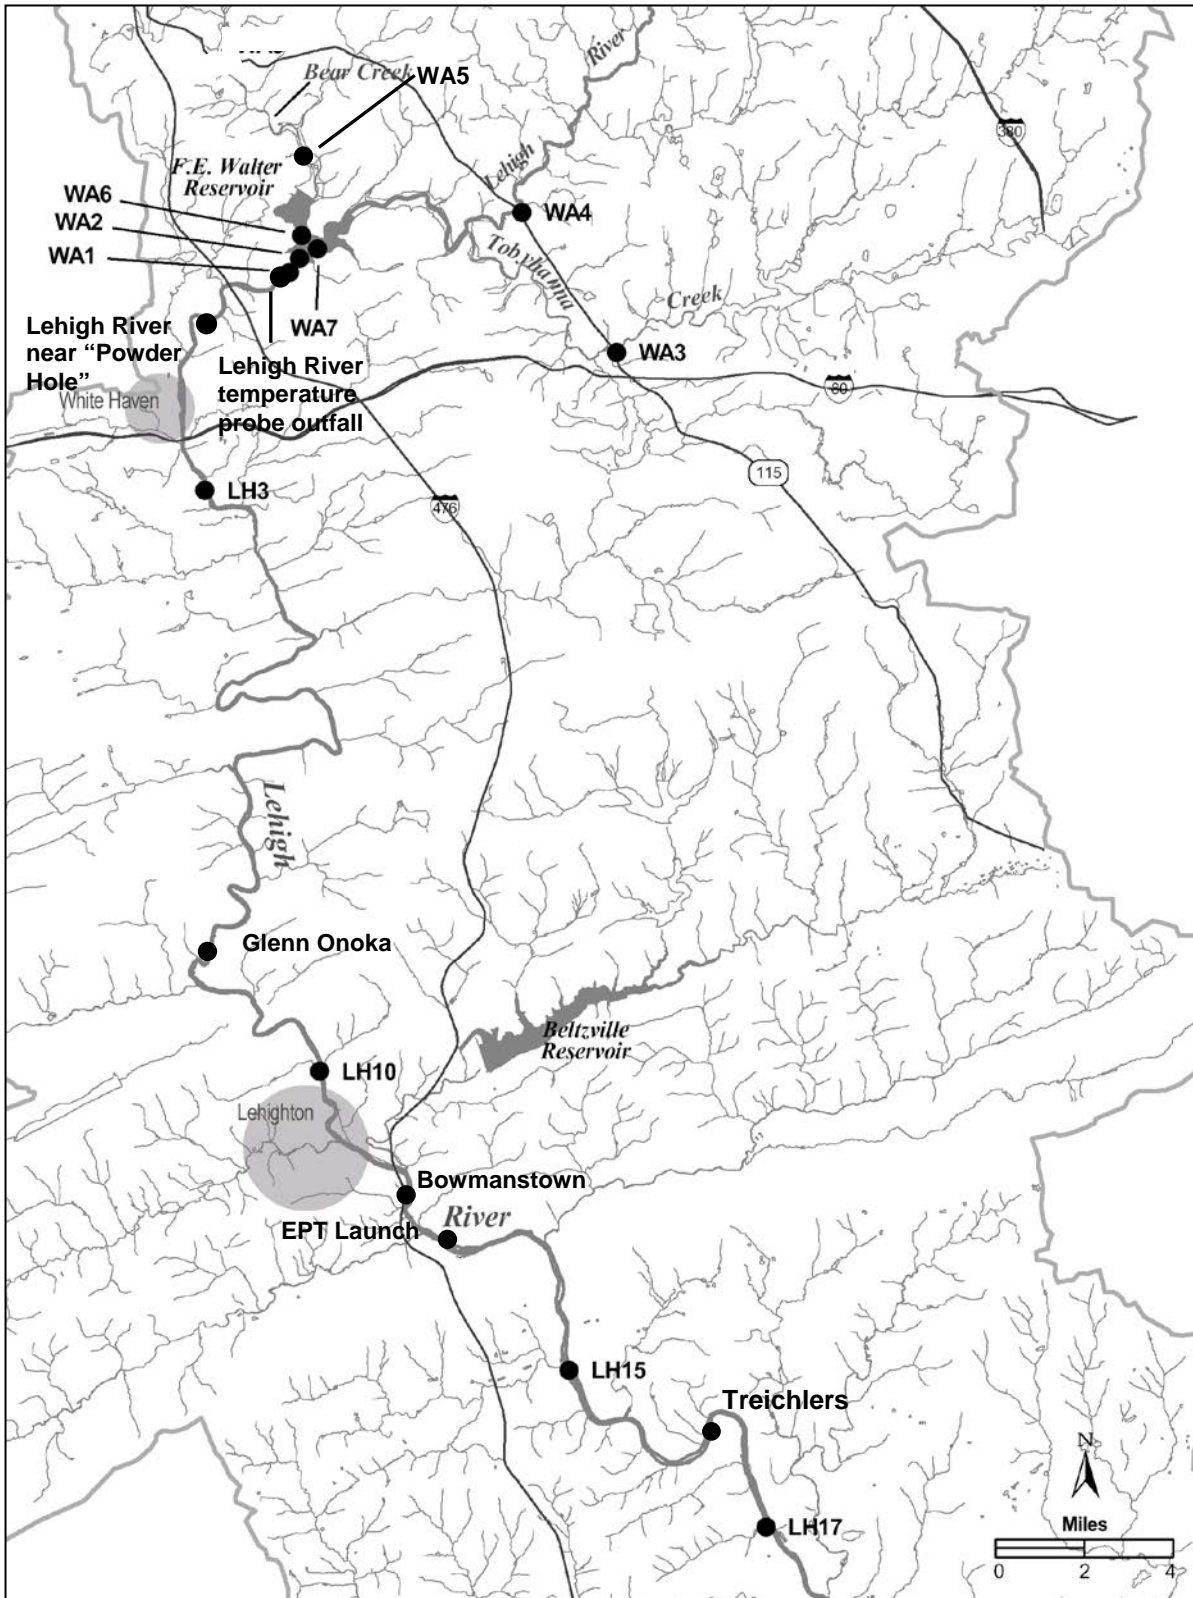 River
Bear Creek
WA5
380
F.E. Walter
Reservoir
Lehigh
WA6
WA2
WA4
WA1
Tobyhanna
Creek
WA7
WA3
Lehigh River
near “Powder
Hole”
Lehigh River
temperature
probe outfall
White Haven
80
115
LH3
476
Lehigh
Glenn Onoka
Beltzville
Reservoir
LH10
Lehighton
Bowmanstown
River
EPT Launch
LH15
Treichlers
N
LH17
Miles
0 2 4